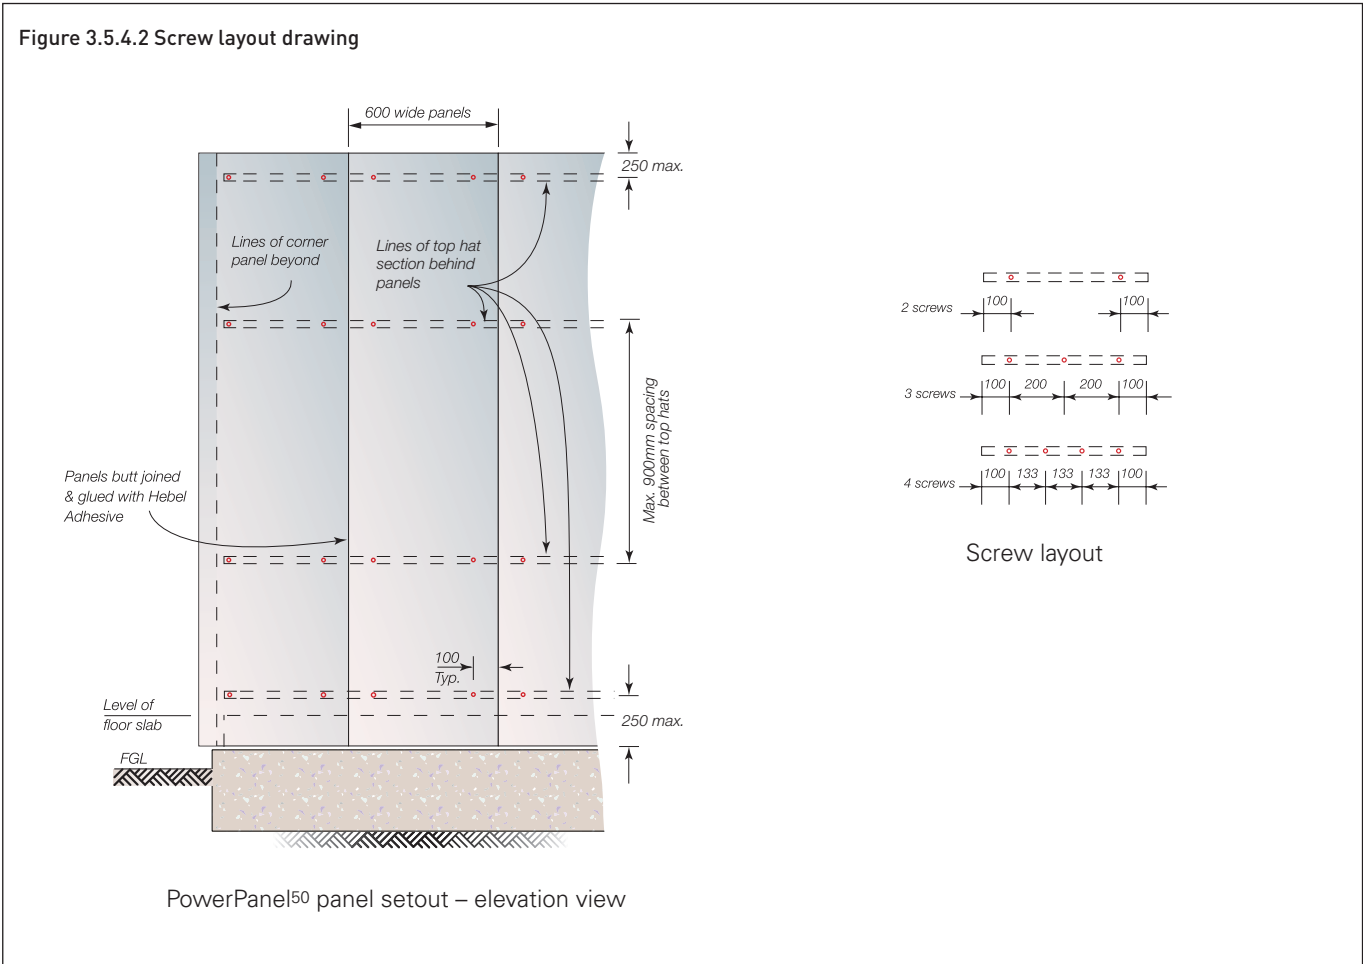 Figure 3.5.4.2 Screw layout drawing
600 wide panels
250 max.
Lines of corner
panel beyond
Lines of top hat
section behind
panels
Max. 900mm spacing
between top hats
Panels butt joined
& glued with Hebel
Adhesive
100
Typ.
Level of
floor slab
250 max.
FGL
PowerPanel50 panel setout – elevation view
2 screws
100
100
3 screws
100 200 200 100
4 screws
100 133 133 133 100
Screw layout